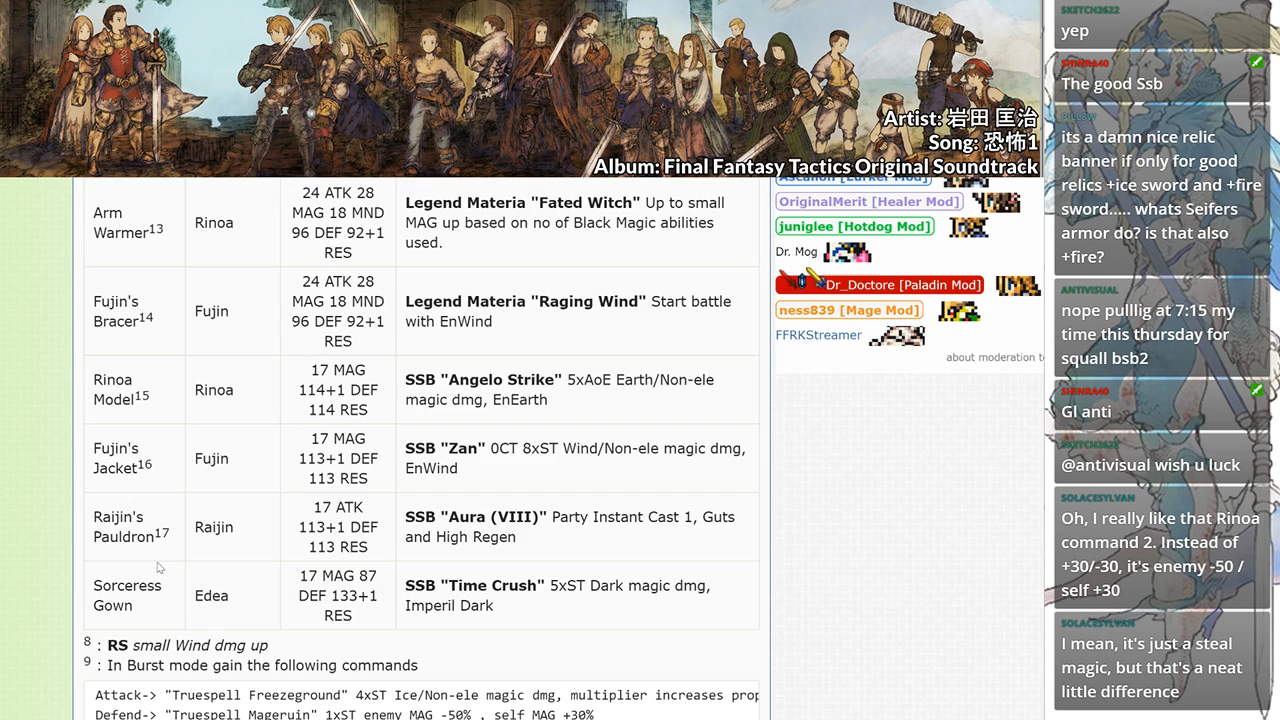 Artist: 岩田 匡治
Song: 恐怖1
Album: Final Fantasy Tactics Original Soundtrack
Arm
Warmer13
Rinoa
24 ATK 28
MAG 18 MND
96 DEF 92+1
RES
Legend Materia "Fated Witch" Up to small
MAG up based on no of Black Magic abilities
used.
Fujin's
Bracer14
Fujin
24 ATK 28
MAG 18 MND
96 DEF 92+1
RES
Legend Materia "Raging Wind" Start battle
with EnWind
Rinoa
Model15
Rinoa
17 MAG
114+1 DEF
114 RES
SSB "Angelo Strike" 5xAoE Earth/Non-ele
magic dmg, EnEarth
Fujin's
Jacket16
Fujin
17 MAG
113+1 DEF
113 RES
SSB "Zan" 0CT 8xST Wind/Non-ele magic dmg,
EnWind
Raijin's
Pauldron17
Raijin
17 ATK
113+1 DEF
113 RES
SSB "Aura (VIII)" Party Instant Cast 1, Guts
and High Regen
Sorceress
Gown
Edea
17 MAG 87
DEF 133+1
RES
SSB "Time Crush" 5xST Dark magic dmg,
Imperil Dark
8 : RS small Wind dmg up
9 : In Burst mode gain the following commands
Attack-> "Truespell Freezeground" 4xST Ice/Non-ele magic dmg, multiplier increases prop
Defend-> "Truespell Mageruin" 1xST enemy MAG -50% , self MAG +30%
Ascalion [Lurker Mod]
OriginalMerit [Healer Mod]
juniglee [Hotdog Mod]
Dr. Mog
Dr_Doctore [Paladin Mod]
ness839 [Mage Mod]
FFRKStreamer
about moderation t
SKETCH2622
yep
SHNRA40
The good Ssb
its a damn nice relic
banner if only for good
relics +ice sword and +fire
sword..... whats Seifers
armor do? is that also
+fire?
ANTIVISUAL
nope pulllig at 7:15 my
time this thursday for
squall bsb2
SHNRA40
Gl anti
SKETCH2622
@antivisual wish u luck
SOLACESYLVAN
Oh, I really like that Rinoa
command 2. Instead of
+30/-30, it's enemy -50 /
self +30
SOLACESYLVAN
I mean, it's just a steal
magic, but that's a neat
little difference